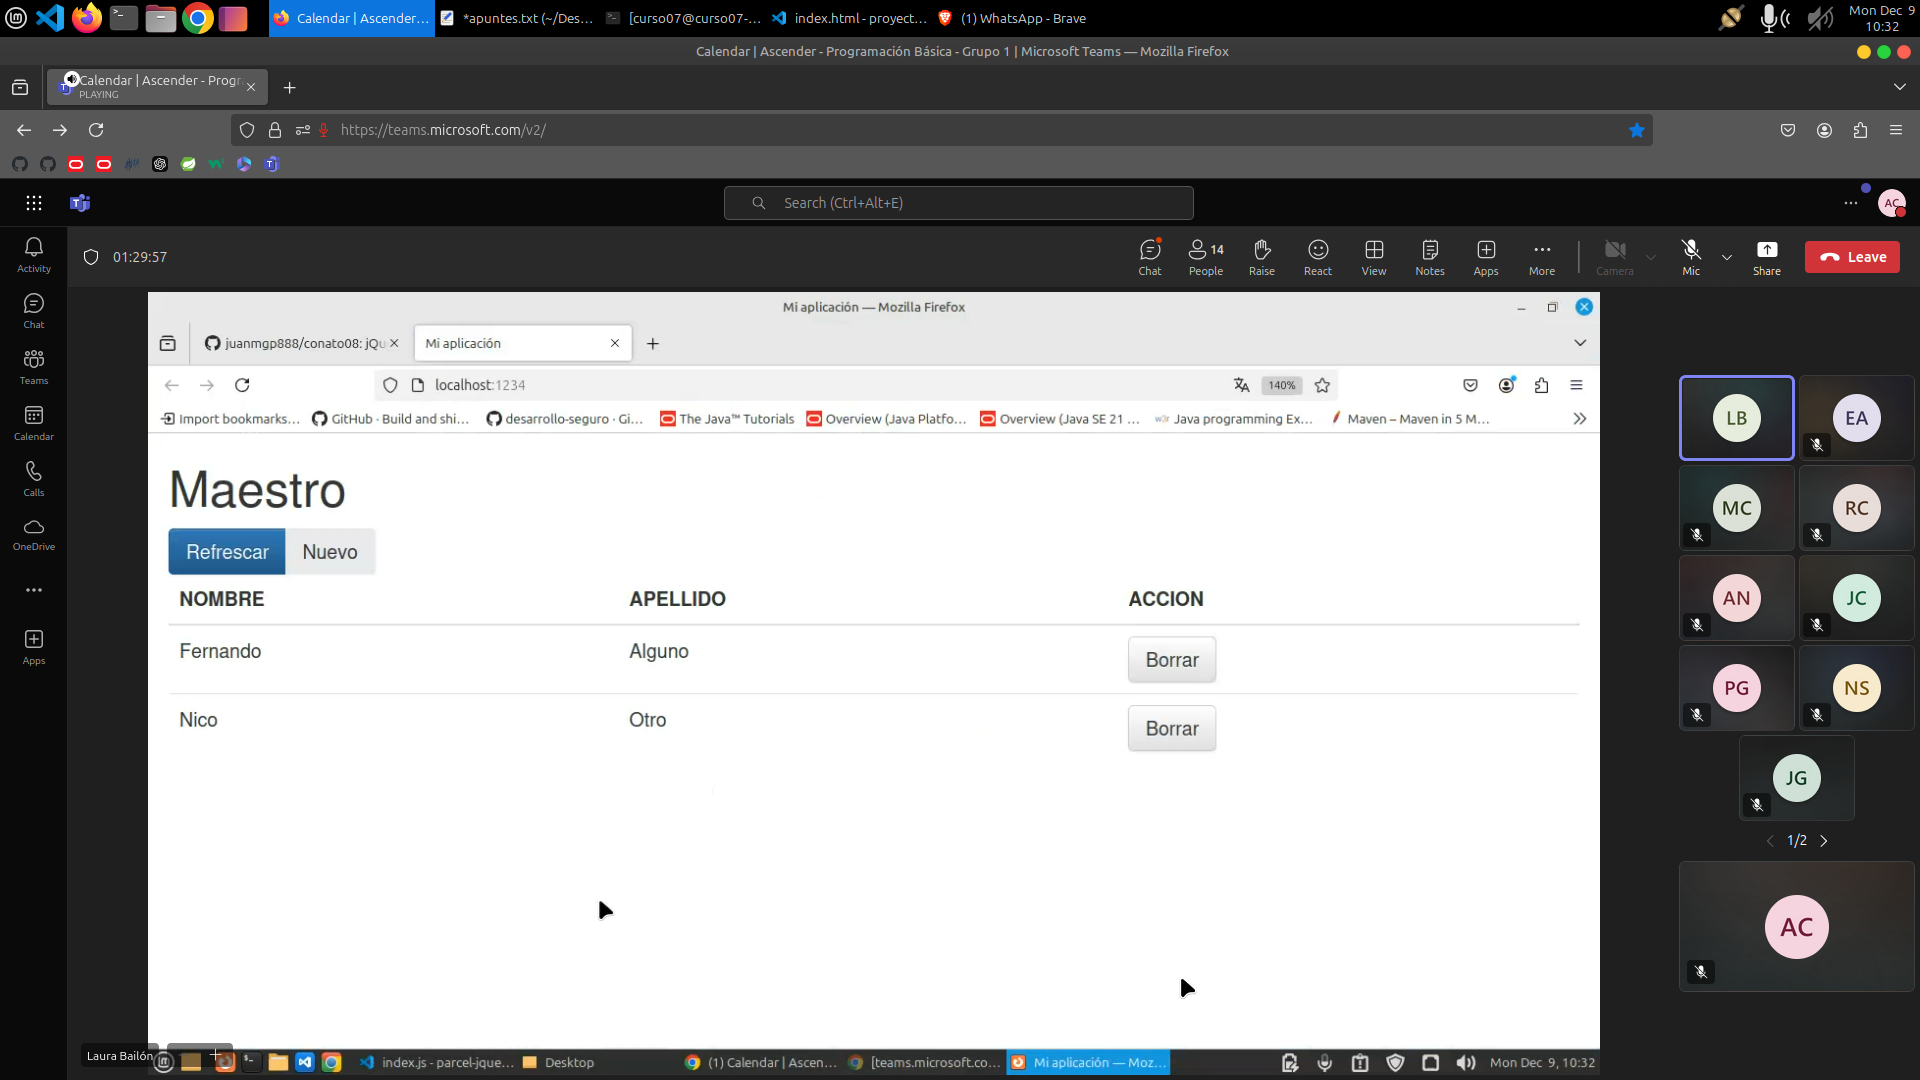 Calendar | Ascender...
*apuntes.txt (~/Des...
[curso07@curso07-...
index.html - proyect...
(1) WhatsApp - Brave
Mon Dec 9
10:32
Calendar | Ascender - Programación Básica - Grupo 1 | Microsoft Teams — Mozilla Firefox
Calendar | Ascender - Progr
PLAYING
https://teams.microsoft.com/v2/
Search (Ctrl+Alt+E)
AC
01:29:57
Chat
14
People
Raise
React
View
Notes
Apps
More
Camera
Mic
Share
Leave
Activity
Chat
Teams
Calendar
Calls
OneDrive
Apps
Mi aplicación — Mozilla Firefox
juanmgp888/conato08: jQu
Mi aplicación
localhost:1234
140%
Import bookmarks...
GitHub · Build and shi...
desarrollo-seguro · Gi...
The Java™ Tutorials
Overview (Java Platfo...
Overview (Java SE 21 ...
Java programming Ex...
Maven – Maven in 5 M...
Maestro
Refrescar
Nuevo
NOMBRE
APELLIDO
ACCION
Fernando
Alguno
Borrar
Nico
Otro
Borrar
LB
EA
MC
RC
AN
JC
PG
NS
JG
1/2
AC
Laura Bailón
index.js - parcel-jque...
Desktop
(1) Calendar | Ascen...
[teams.microsoft.co...
Mi aplicación — Moz...
Mon Dec 9, 10:32